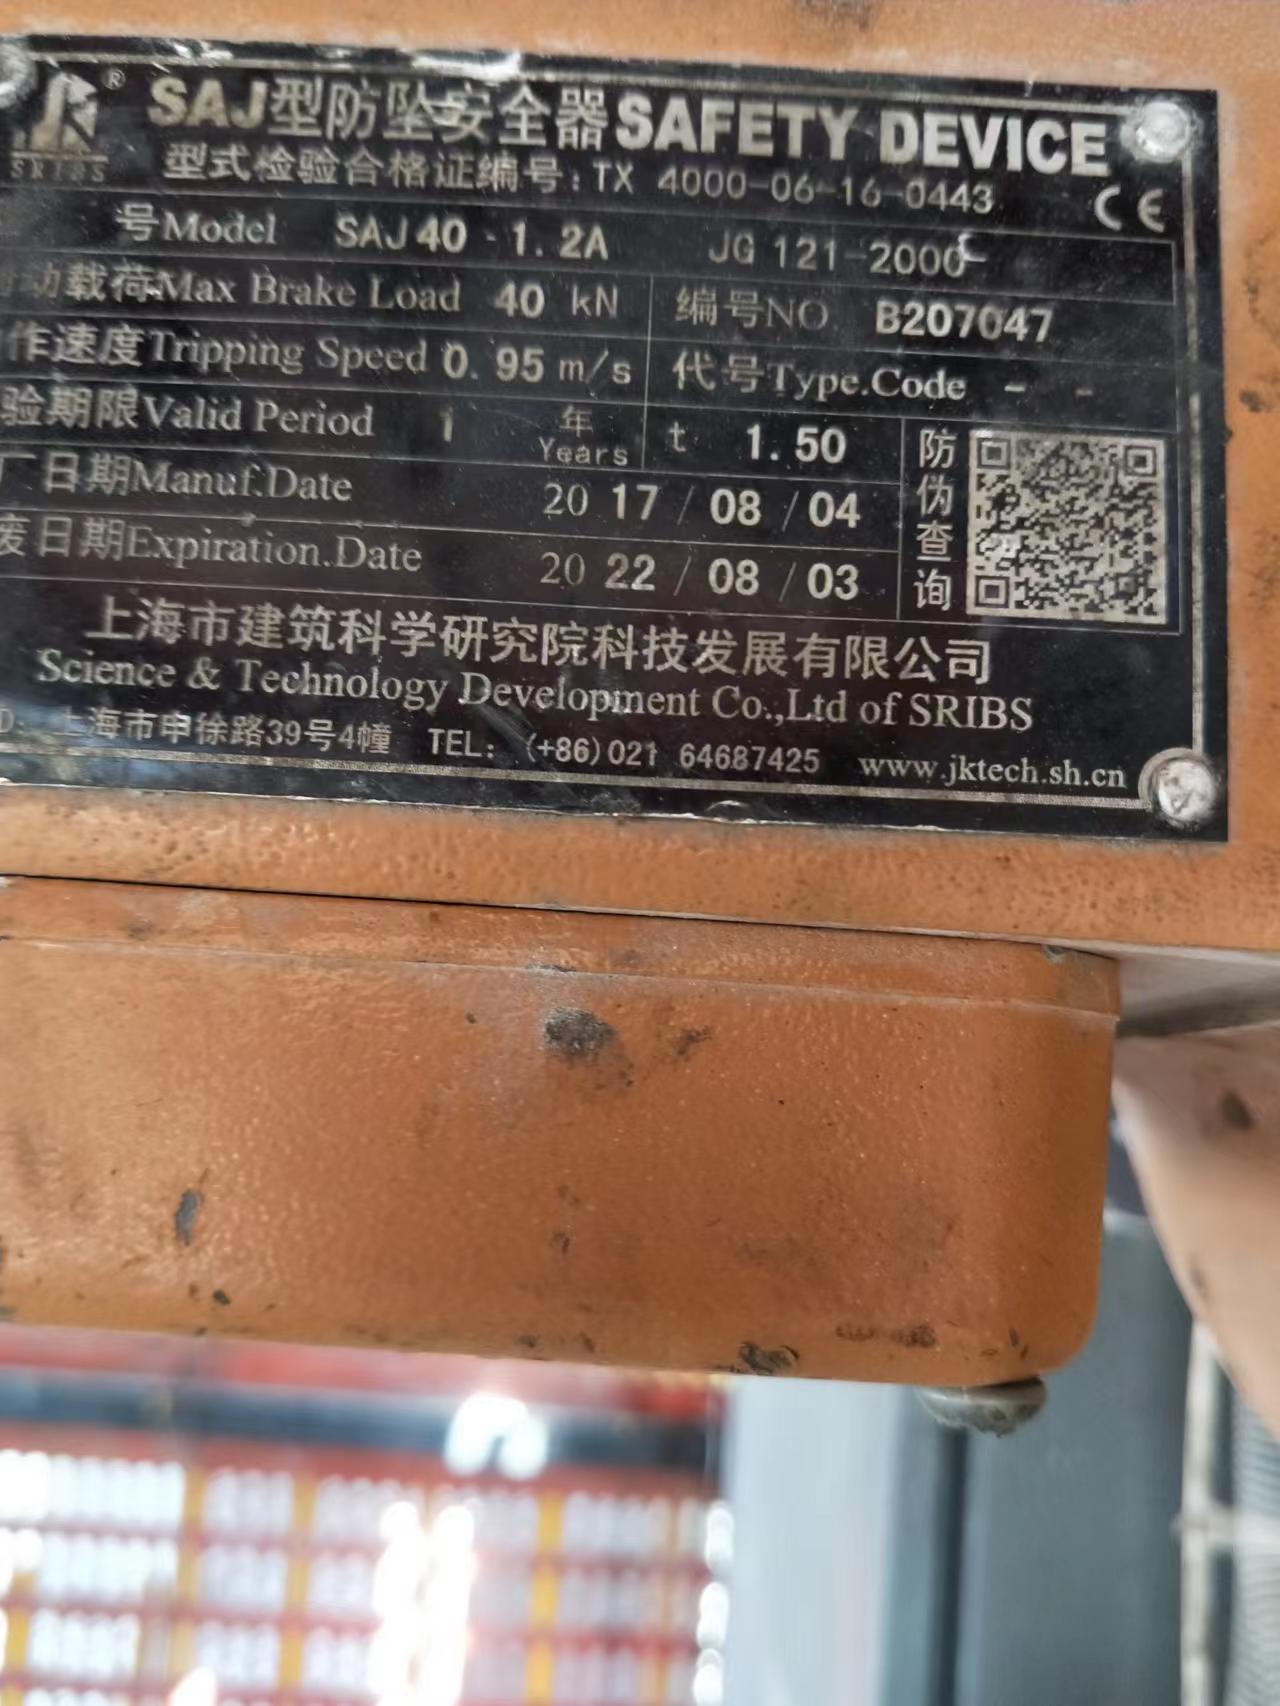 SAJ型防坠安全器 SAFETY DEVICE
®
SRIBS
型式检验合格证编号: TX 4000-06-16-0443
CE
号Model SAJ40-1.2A JG 121-2000
动载荷Max Brake Load 40 kN 编号NO B207047
作速度Tripping Speed 0.95 m/s 代号Type.Code - -
验期限Valid Period 1 年 Years t 1.50
厂日期Manuf.Date 2017/08/04
废日期Expiration.Date 2022/08/03
防伪查询
上海市建筑科学研究院科技发展有限公司
Science & Technology Development Co.,Ltd of SRIBS
D: 上海市申徐路39号4幢 TEL: (+86)021 64687425 www.jktech.sh.cn